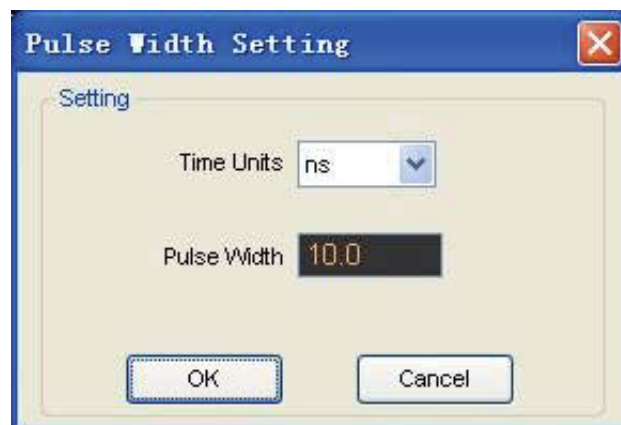 Pulse Width Setting
Setting
Time Units ns
Pulse Width 10.0
OK Cancel